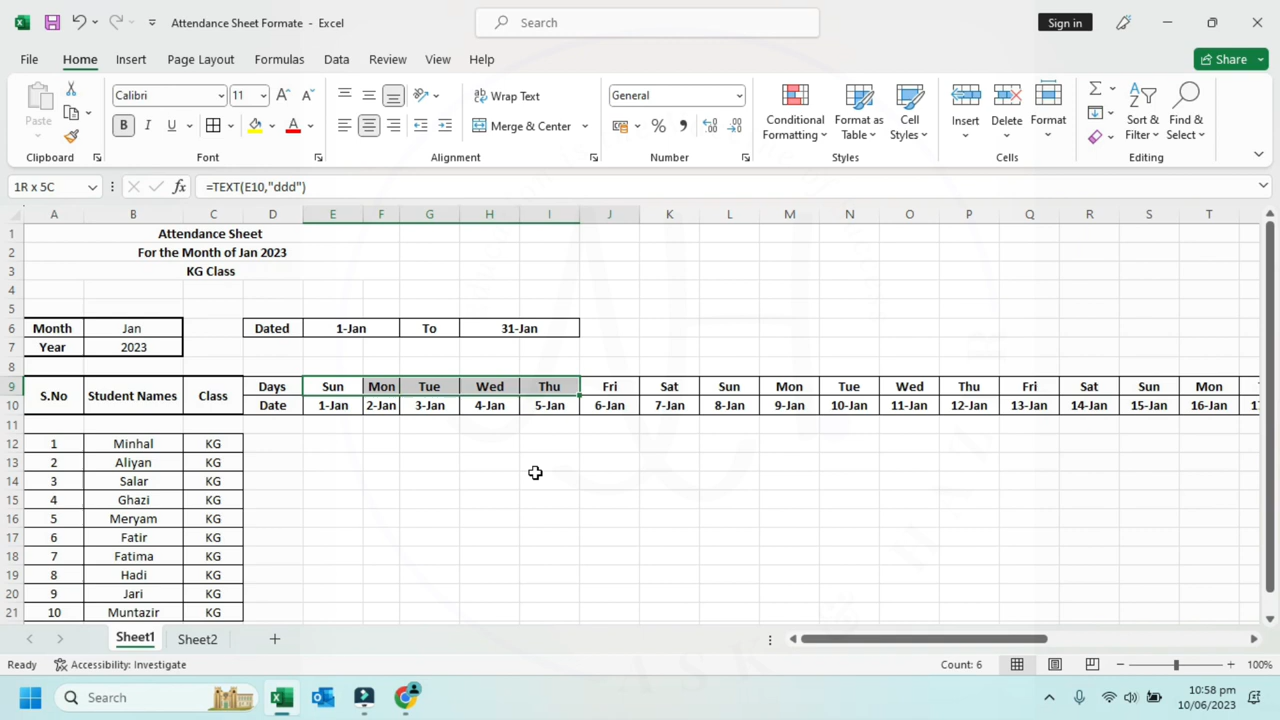 Attendance Sheet Formate - Excel
Search
Sign in
File Home Insert Page Layout Formulas Data Review View Help
Share
Paste
Calibri 11
B I U
Wrap Text
Merge & Center
General
Conditional Formatting
Format as Table
Cell Styles
Insert
Delete
Format
Sort & Filter
Find & Select
Clipboard Font Alignment Number Styles Cells Editing
1R x 5C =TEXT(E10,"ddd")
A B C D E F G H I J K L M N O P Q R S T
1 Attendance Sheet
2 For the Month of Jan 2023
3 KG Class
4
5
6 Month Jan Dated 1-Jan To 31-Jan
7 Year 2023
8
9 S.No Student Names Class Days Sun Mon Tue Wed Thu Fri Sat Sun Mon Tue Wed Thu Fri Sat Sun Mon
10 Date 1-Jan 2-Jan 3-Jan 4-Jan 5-Jan 6-Jan 7-Jan 8-Jan 9-Jan 10-Jan 11-Jan 12-Jan 13-Jan 14-Jan 15-Jan 16-Jan
11
12 1 Minhal KG
13 2 Aliyan KG
14 3 Salar KG
15 4 Ghazi KG
16 5 Meryam KG
17 6 Fatir KG
18 7 Fatima KG
19 8 Hadi KG
20 9 Jari KG
21 10 Muntazir KG
Sheet1 Sheet2
Ready Accessibility: Investigate Count: 6 100%
Search
10:58 pm
10/06/2023